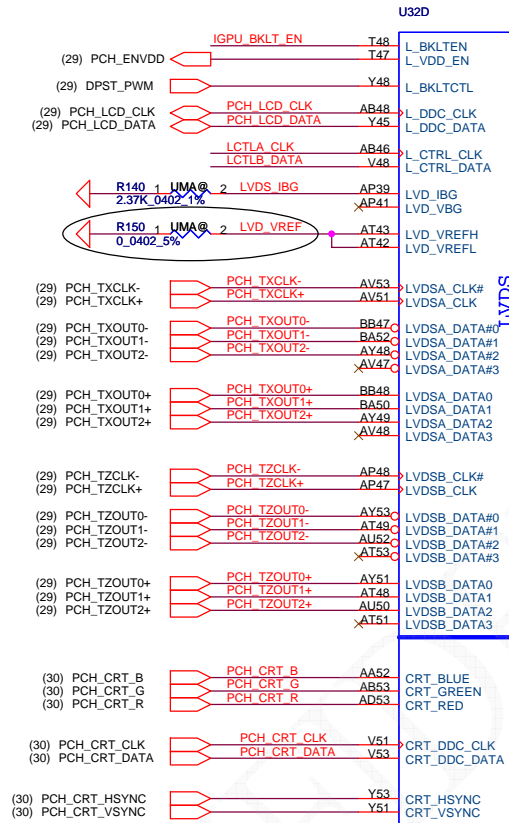 U32D
IGPU_BKLT_EN T48 L_BKLTEN
(29) PCH_ENVDD T47 L_VDD_EN
(29) DPST_PWM Y48 L_BKLTCTL
(29) PCH_LCD_CLK PCH_LCD_CLK AB48 L_DDC_CLK
(29) PCH_LCD_DATA PCH_LCD_DATA Y45 L_DDC_DATA
LCTLA_CLK AB46 L_CTRL_CLK
LCTLB_DATA V48 L_CTRL_DATA
R140 1 UMA@ 2 LVDS_IBG AP39 LVD_IBG
2.37K_0402_1% AP41 LVD_VBG
R150 1 UMA@ 2 LVD_VREF AT43 LVD_VREFH
0_0402_5% AT42 LVD_VREFL
LVDS
(29) PCH_TXCLK- PCH_TXCLK- AV53 LVDSA_CLK#
(29) PCH_TXCLK+ PCH_TXCLK+ AV51 LVDSA_CLK
(29) PCH_TXOUT0- PCH_TXOUT0- BB47 LVDSA_DATA#0
(29) PCH_TXOUT1- PCH_TXOUT1- BA52 LVDSA_DATA#1
(29) PCH_TXOUT2- PCH_TXOUT2- AY48 LVDSA_DATA#2
AV47 LVDSA_DATA#3
(29) PCH_TXOUT0+ PCH_TXOUT0+ BB48 LVDSA_DATA0
(29) PCH_TXOUT1+ PCH_TXOUT1+ BA50 LVDSA_DATA1
(29) PCH_TXOUT2+ PCH_TXOUT2+ AY49 LVDSA_DATA2
AV48 LVDSA_DATA3
(29) PCH_TZCLK- PCH_TZCLK- AP48 LVDSB_CLK#
(29) PCH_TZCLK+ PCH_TZCLK+ AP47 LVDSB_CLK
(29) PCH_TZOUT0- PCH_TZOUT0- AY53 LVDSB_DATA#0
(29) PCH_TZOUT1- PCH_TZOUT1- AT49 LVDSB_DATA#1
(29) PCH_TZOUT2- PCH_TZOUT2- AU52 LVDSB_DATA#2
AT53 LVDSB_DATA#3
(29) PCH_TZOUT0+ PCH_TZOUT0+ AY51 LVDSB_DATA0
(29) PCH_TZOUT1+ PCH_TZOUT1+ AT48 LVDSB_DATA1
(29) PCH_TZOUT2+ PCH_TZOUT2+ AU50 LVDSB_DATA2
AT51 LVDSB_DATA3
(30) PCH_CRT_B PCH_CRT_B AA52 CRT_BLUE
(30) PCH_CRT_G PCH_CRT_G AB53 CRT_GREEN
(30) PCH_CRT_R PCH_CRT_R AD53 CRT_RED
(30) PCH_CRT_CLK PCH_CRT_CLK V51 CRT_DDC_CLK
(30) PCH_CRT_DATA PCH_CRT_DATA V53 CRT_DDC_DATA
(30) PCH_CRT_HSYNC Y53 CRT_HSYNC
(30) PCH_CRT_VSYNC Y51 CRT_VSYNC